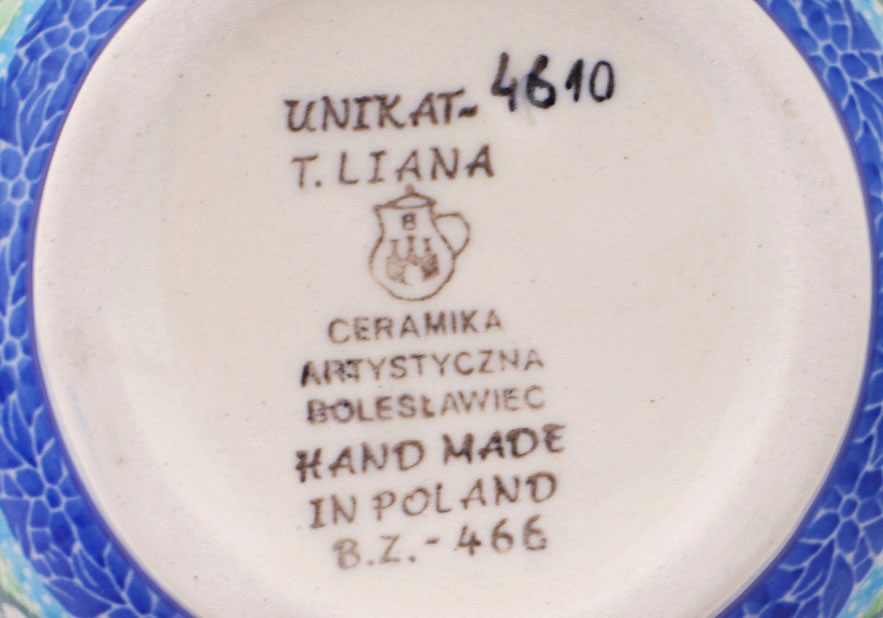 UNIKAT- 4610
T. LIANA
B
CERAMIKA
ARTYSTYCZNA
BOLESŁAWIEC
HAND MADE
IN POLAND
B.Z.-466